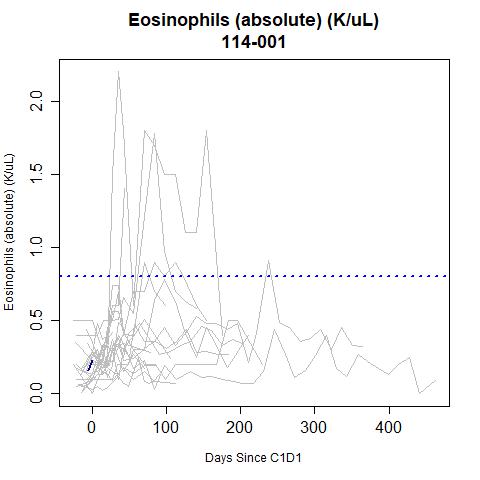 Eosinophils (absolute) (K/uL)
114-001
Eosinophils (absolute) (K/uL)
2.0
1.5
1.0
0.5
0.0
0 100 200 300 400
Days Since C1D1